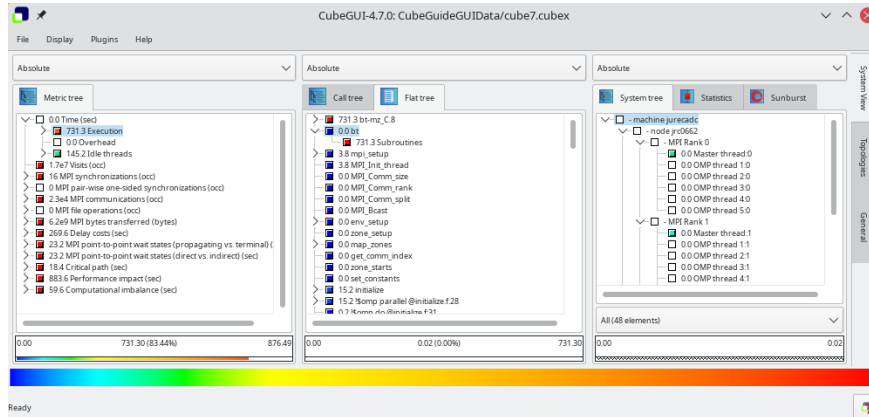 CubeGUI-4.7.0: CubeGuideGUIData/cube7.cubex
File Display Plugins Help
Absolute
Metric tree
0.0 Time (sec)
731.3 Execution
0.0 Overhead
145.2 Idle threads
1.7e7 Visits (occ)
16 MPI synchronizations (occ)
0 MPI pair-wise one-sided synchronizations (occ)
2.3e4 MPI communications (occ)
0 MPI file operations (occ)
6.2e9 MPI bytes transferred (bytes)
269.6 Delay costs (sec)
23.2 MPI point-to-point wait states (propagating vs. terminal) (
23.2 MPI point-to-point wait states (direct vs. indirect) (sec)
18.4 Critical path (sec)
883.6 Performance impact (sec)
59.6 Computational imbalance (sec)
0.00 731.30 (83.44%) 876.49
Absolute
Call tree Flat tree
731.3 bt-mz_C.8
0.0 bt
731.3 Subroutines
3.8 mpi_setup
3.8 MPI_Init_thread
0.0 MPI_Comm_size
0.0 MPI_Comm_rank
0.0 MPI_Comm_split
0.0 MPI_Bcast
0.0 env_setup
0.0 zone_setup
0.0 map_zones
0.0 get_comm_index
0.0 zone_starts
0.0 set_constants
15.2 initialize
15.2 !$omp parallel @initialize.f:28
0.2 !$omp do @initialize.f:31
0.00 0.02 (0.00%) 731.30
Absolute
System tree Statistics Sunburst
- machine jurecadc
- node jrc0662
- MPI Rank 0
0.0 Master thread:0
0.0 OMP thread 1:0
0.0 OMP thread 2:0
0.0 OMP thread 3:0
0.0 OMP thread 4:0
0.0 OMP thread 5:0
- MPI Rank 1
0.0 Master thread:1
0.0 OMP thread 1:1
0.0 OMP thread 2:1
0.0 OMP thread 3:1
0.0 OMP thread 4:1
All (48 elements)
0.00 0.02
System View
Topologies
General
Ready